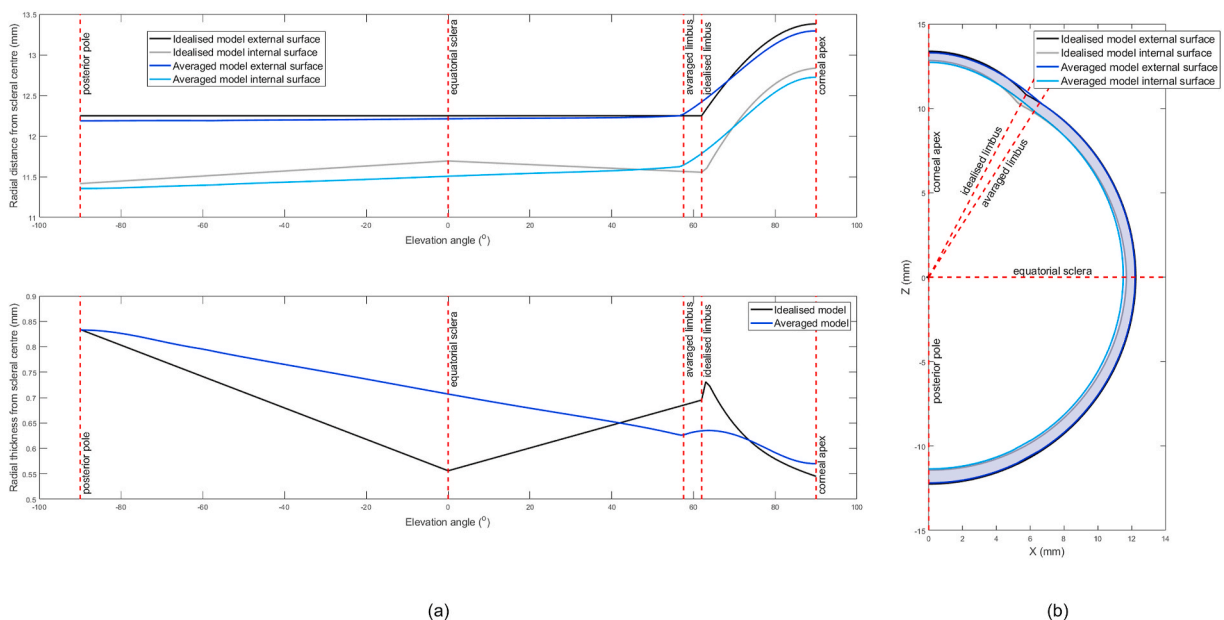 13.5
13
12.5
12
11.5
11
Radial distance from scleral centre (mm)
Idealised model external surface
Idealised model internal surface
Averaged model external surface
Averaged model internal surface
posterior pole
equatorial sclera
avaraged limbus
idealised limbus
corneal apex
-100 -80 -60 -40 -20 0 20 40 60 80 100
Elevation angle (o)
0.9
0.85
0.8
0.75
0.7
0.65
0.6
0.55
0.5
Radial thickness from scleral centre (mm)
Idealised model
Averaged model
posterior pole
equatorial sclera
avaraged limbus
idealised limbus
corneal apex
-100 -80 -60 -40 -20 0 20 40 60 80 100
Elevation angle (o)
(a)
15
10
5
0
-5
-10
-15
Z (mm)
Idealised model external surface
Idealised model internal surface
Averaged model external surface
Averaged model internal surface
corneal apex
idealised limbus
avaraged limbus
equatorial sclera
posterior pole
0 2 4 6 8 10 12 14
X (mm)
(b)